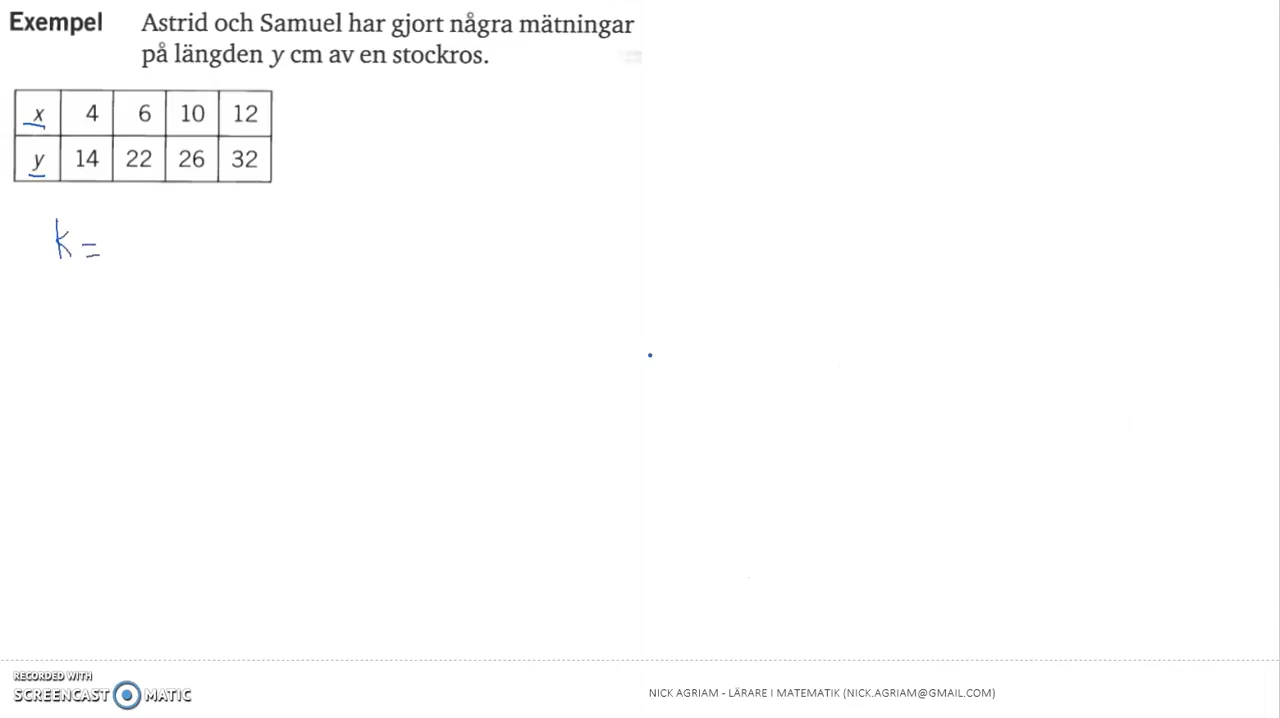 Exempel Astrid och Samuel har gjort några mätningar
på längden y cm av en stockros.
x 4 6 10 12
y 14 22 26 32
k =
RECORDED WITH
SCREENCAST MATIC
NICK AGRIAM - LÄRARE I MATEMATIK (NICK.AGRIAM@GMAIL.COM)